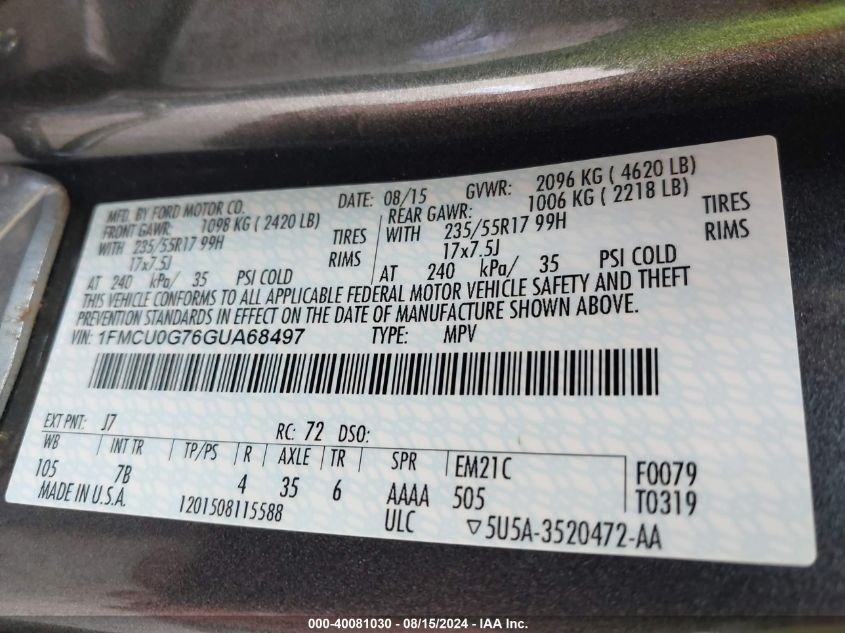 MFD. BY FORD MOTOR CO.
DATE: 08/15 GVWR: 2096 KG ( 4620 LB)
FRONT GAWR: 1098 KG ( 2420 LB)
REAR GAWR: 1006 KG ( 2218 LB)
WITH 235/55R17 99H TIRES
WITH 235/55R17 99H TIRES
17x7.5J RIMS
17x7.5J RIMS
AT 240 kPa/ 35 PSI COLD
AT 240 kPa/ 35 PSI COLD
THIS VEHICLE CONFORMS TO ALL APPLICABLE FEDERAL MOTOR VEHICLE SAFETY AND THEFT
PREVENTION STANDARDS IN EFFECT ON THE DATE OF MANUFACTURE SHOWN ABOVE.
VIN: 1FMCU0G76GUA68497 TYPE: MPV
EXT PNT: J7 RC: 72 DSO:
WB INT TR TP/PS R AXLE TR SPR EM21C F0079
105 7B 4 35 6 AAAA 505 T0319
MADE IN U.S.A. 1201508115588 ULC ▽5U5A-3520472-AA
000-40081030 - 08/15/2024 - IAA Inc.